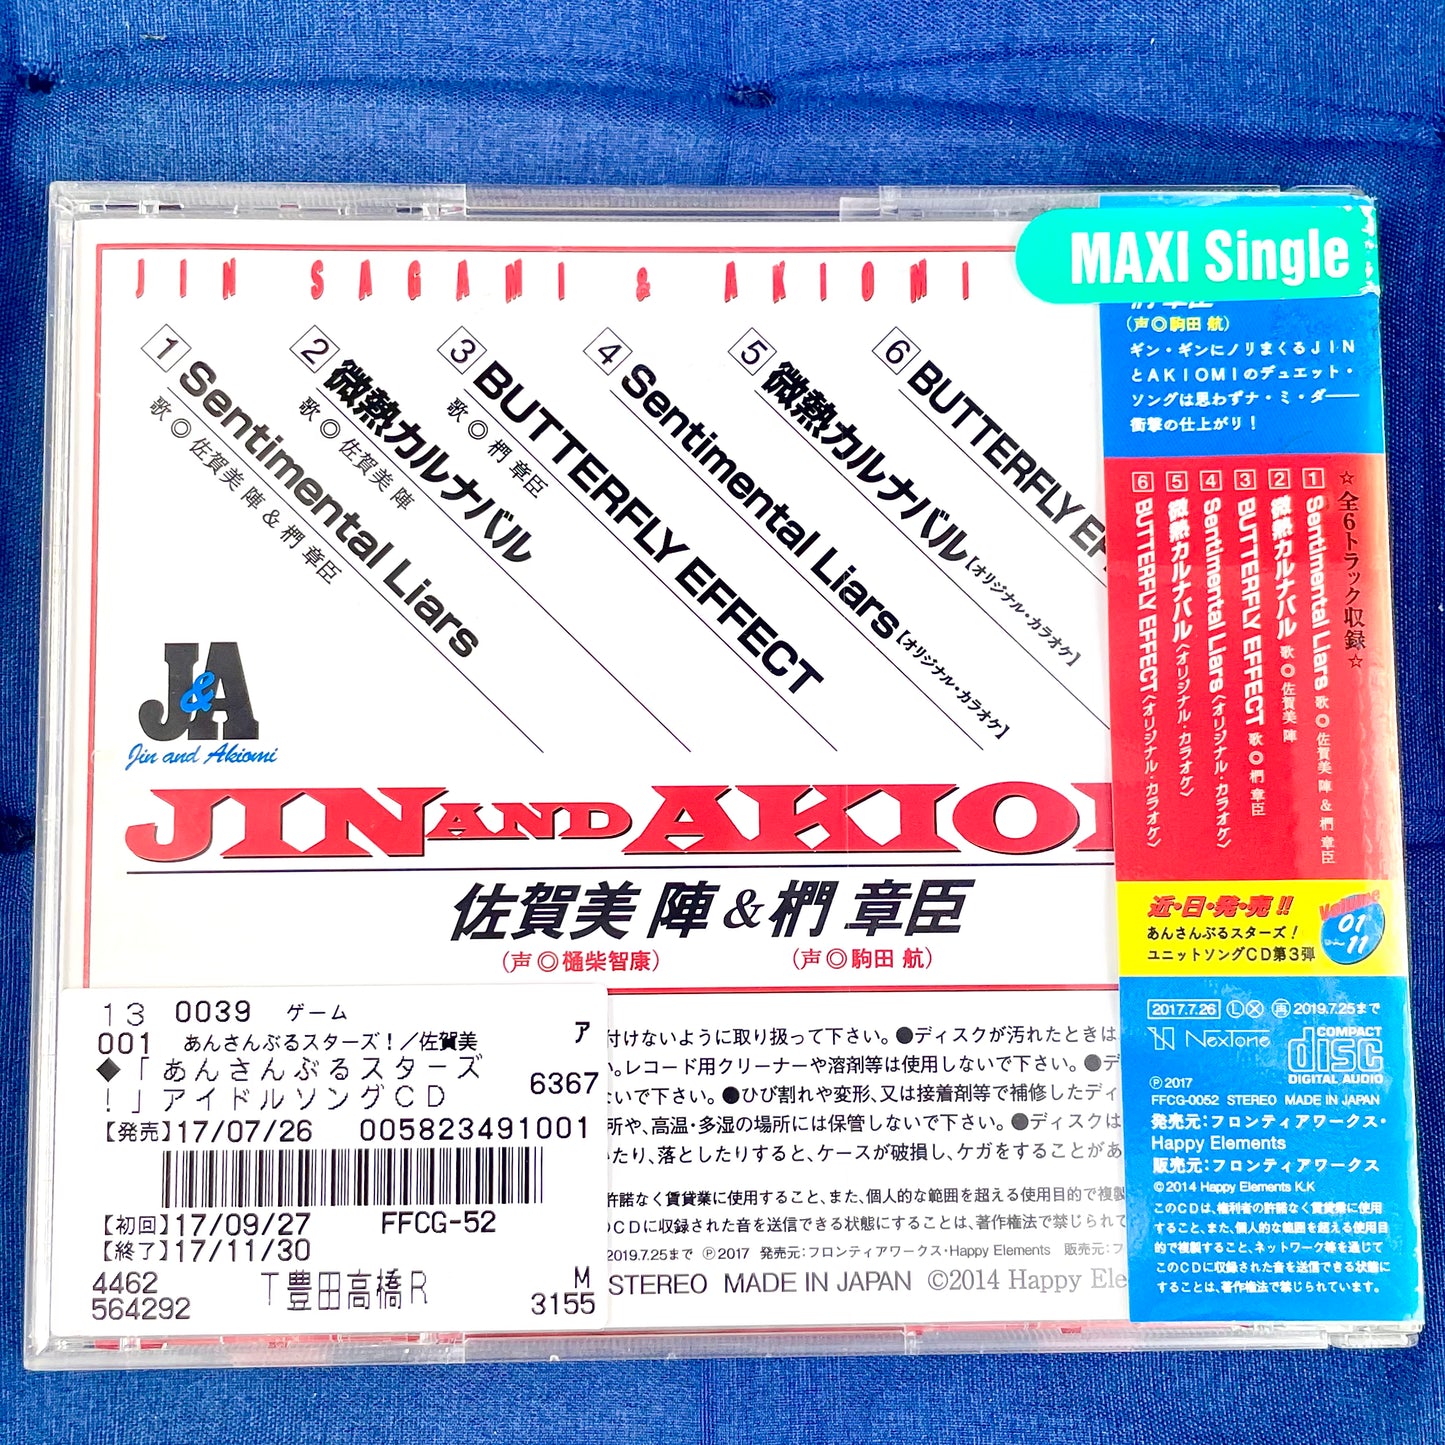 JIN SAGAMI & AKIOMI
1 Sentimental Liars
歌◎佐賀美 陣 & 椚 章臣
2 微熱カルナバル
歌◎佐賀美 陣
3 BUTTERFLY EFFECT
歌◎椚 章臣
4 Sentimental Liars【オリジナル・カラオケ】
5 微熱カルナバル【オリジナル・カラオケ】
6 BUTTERFLY EF
J&A
Jin and Akiomi
JIN AND AKIO
佐賀美 陣 & 椚 章臣
(声◎樋柴智康)
(声◎駒田 航)
付けないように取り扱って下さい。●ディスクが汚れたときは
い。レコード用クリーナーや溶剤等は使用しないで下さい。●デ
ないで下さい。●ひび割れや変形、又は接着剤等で補修したディ
所や、高温・多湿の場所には保管しないで下さい。●ディスクは
いたり、落としたりすると、ケースが破損し、ケガをすることがあ
許諾なく賃貸業に使用すること、また、個人的な範囲を超える使用目的で複製
のCDに収録された音を送信できる状態にすることは、著作権法で禁じられて
2019.7.25まで Ⓟ2017 発売元：フロンティアワークス・Happy Elements 販売元：フ
STEREO MADE IN JAPAN ©2014 Happy Ele
13 0039 ゲーム
001 あんさんぶるスターズ！／佐賀美 ア
◆「あんさんぶるスターズ
！」アイドルソングCD 6367
【発売】17/07/26 005823491001
【初回】17/09/27 FFCG-52
【終了】17/11/30
4462 T豊田高橋R M
564292 3155
MAXI Single
(声◎駒田 航)
ギン・ギンにノリまくるJIN
とAKIOMIのデュエット・
ソングは思わずナ・ミ・ダ――
衝撃の仕上がり！
☆全6トラック収録☆
1 Sentimental Liars 歌◎佐賀美 陣 & 椚 章臣
2 微熱カルナバル 歌◎佐賀美 陣
3 BUTTERFLY EFFECT 歌◎椚 章臣
4 Sentimental Liars〈オリジナル・カラオケ〉
5 微熱カルナバル〈オリジナル・カラオケ〉
6 BUTTERFLY EFFECT〈オリジナル・カラオケ〉
近・日・発・売!!
あんさんぶるスターズ！
ユニットソングCD第3弾
Volume
01
11
2017.7.26 Ⓛ Ⓧ 再 2019.7.25まで
NexTone
COMPACT
disc
DIGITAL AUDIO
Ⓟ2017
FFCG-0052 STEREO MADE IN JAPAN
発売元：フロンティアワークス・
Happy Elements
販売元：フロンティアワークス
©2014 Happy Elements K.K
このCDは、権利者の許諾なく賃貸業に使用
すること、また、個人的な範囲を超える使用目
的で複製すること、ネットワーク等を通じて
このCDに収録された音を送信できる状態に
することは、著作権法で禁じられています。